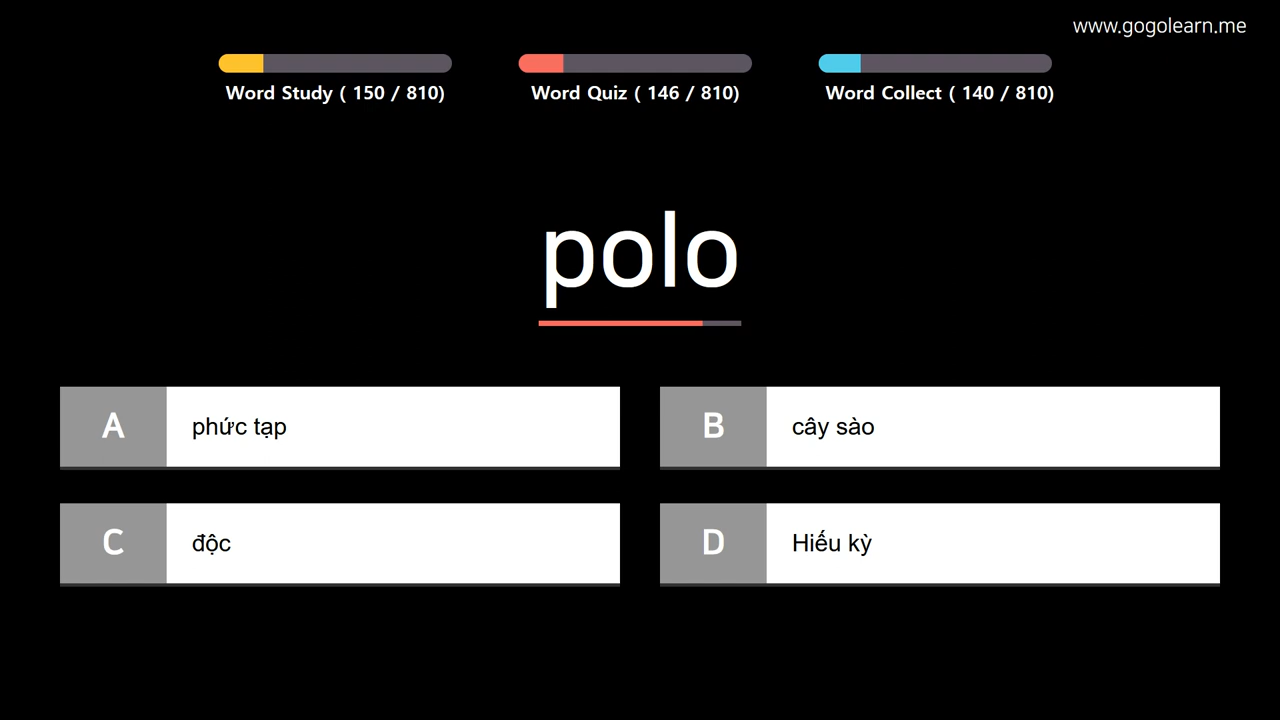 www.gogolearn.me
Word Study ( 150 / 810)
Word Quiz ( 146 / 810)
Word Collect ( 140 / 810)
polo
A phức tạp
B cây sào
C độc
D Hiếu kỳ